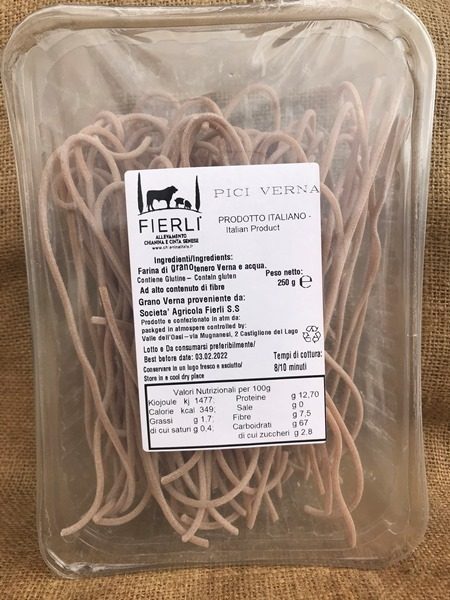 PICI VERNA
FIERLÌ
ALLEVAMENTO
CHIANINA E CINTA SENESE
www.chianinaitaly.it
PRODOTTO ITALIANO -
Italian Product
Ingredienti/Ingredients:
Farina di grano tenero Verna e acqua.
Contiene Glutine – Contain gluten
Ad alto contenuto di fibre
Peso netto:
250 g ℮
Grano Verna proveniente da:
Societa' Agricola Fierli S.S
Prodotto e confezionato in atm da:
packged in atmospere controlled by:
Valle dell'Oasi – via Mugnanesi, 2 Castiglione del Lago
Lotto e Da consumarsi preferibilmente/
Best before date: 03.02.2022
Conservare in un lugo fresco e asciutto/
Store in a cool dry place
Tempi di cottura:
8/10 minuti
Valori Nutrizionali per 100g
Kiojoule kj 1477;
Calorie kcal 349;
Grassi g 1.7;
di cui saturi g 0,4;
Proteine g 12,70
Sale g 0
Fibre g 7,5
Carboidrati g 67
di cui zuccheri g 2,8